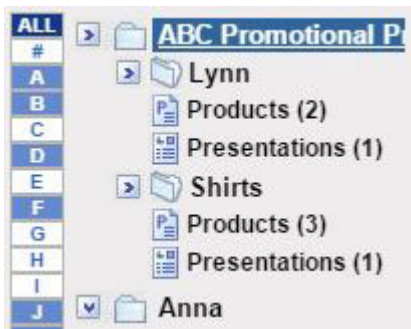 ALL
#
A
B
C
D
E
F
G
H
I
J
ABC Promotional
Lynn
Products (2)
Presentations (1)
Shirts
Products (3)
Presentations (1)
Anna